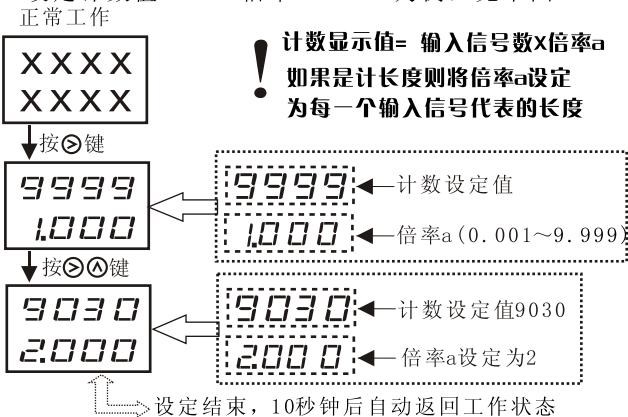 正常工作
XXXX
XXXX
! 计数显示值= 输入信号数X倍率a
如果是计长度则将倍率a设定
为每一个输入信号代表的长度
按>键
9999
1.000
9999 计数设定值
1.000 倍率a(0.001～9.999)
按>∧键
9030
2.000
9030 计数设定值9030
2.000 倍率a设定为2
设定结束，10秒钟后自动返回工作状态